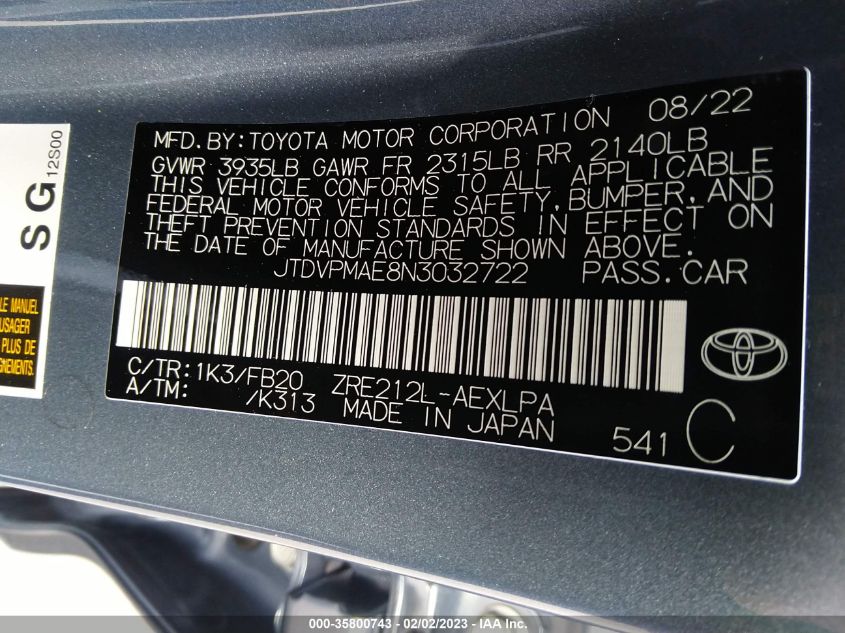 SG
12S00
LE MANUEL
USAGER
PLUS DE
GNEMENTS.
08/22
MFD. BY: TOYOTA MOTOR CORPORATION
GVWR 3935LB GAWR FR 2315LB RR 2140LB
THIS VEHICLE CONFORMS TO ALL APPLICABLE
FEDERAL MOTOR VEHICLE SAFETY, BUMPER, AND
THEFT PREVENTION STANDARDS IN EFFECT ON
THE DATE OF MANUFACTURE SHOWN ABOVE.
JTDVPMAE8N3032722 PASS. CAR
C/TR: 1K3/FB20 ZRE212L-AEXLPA
A/TM: /K313 MADE IN JAPAN
541 C
000-35800743 - 02/02/2023 - IAA Inc.